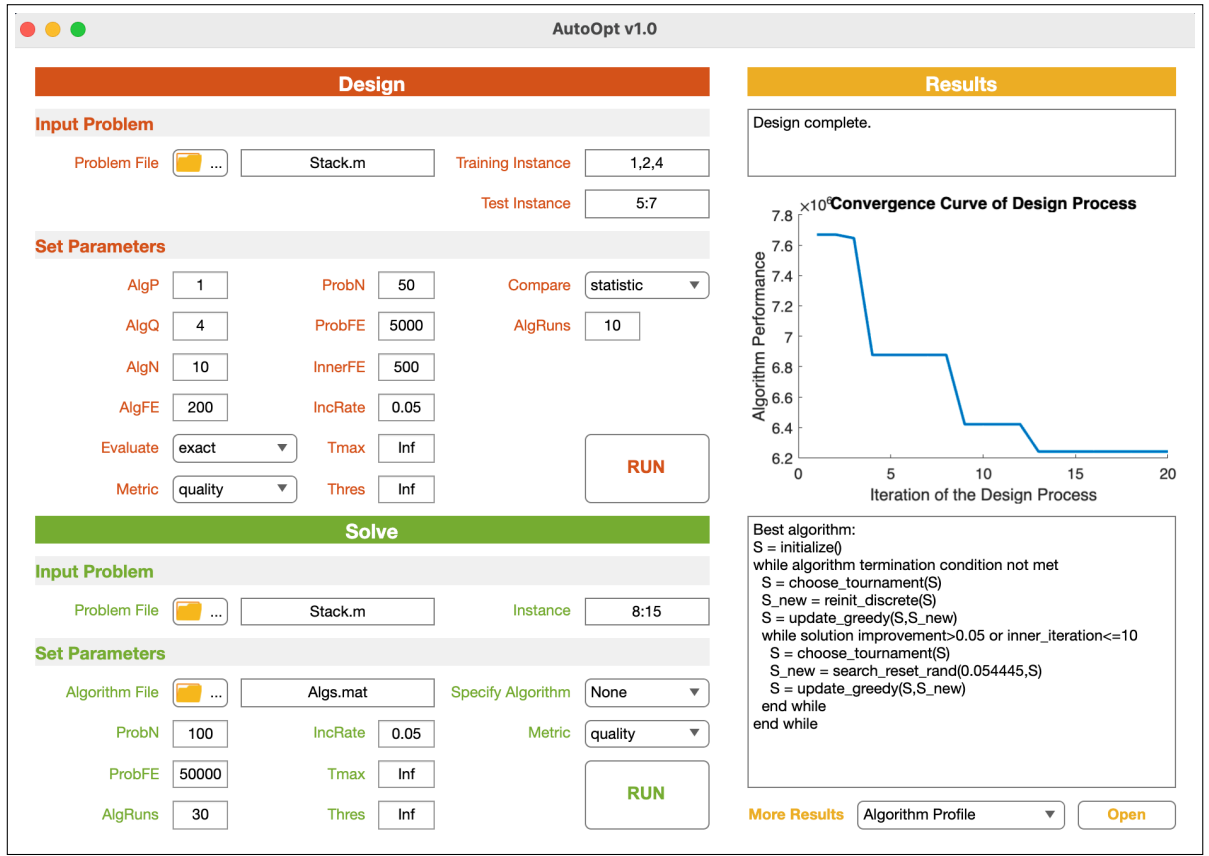 AutoOpt v1.0
Design
Input Problem
Problem File ... Stack.m Training Instance 1,2,4
Test Instance 5:7
Set Parameters
AlgP 1 ProbN 50 Compare statistic
AlgQ 4 ProbFE 5000 AlgRuns 10
AlgN 10 InnerFE 500
AlgFE 200 IncRate 0.05
Evaluate exact Tmax Inf
Metric quality Thres Inf
RUN
Solve
Input Problem
Problem File ... Stack.m Instance 8:15
Set Parameters
Algorithm File ... Algs.mat Specify Algorithm None
ProbN 100 IncRate 0.05 Metric quality
ProbFE 50000 Tmax Inf
AlgRuns 30 Thres Inf
RUN
Results
Design complete.
×10⁶ Convergence Curve of Design Process
Algorithm Performance
7.8
7.6
7.4
7.2
7
6.8
6.6
6.4
6.2
0 5 10 15 20
Iteration of the Design Process
Best algorithm:
S = initialize()
while algorithm termination condition not met
S = choose_tournament(S)
S_new = reinit_discrete(S)
S = update_greedy(S,S_new)
while solution improvement>0.05 or inner_iteration<=10
S = choose_tournament(S)
S_new = search_reset_rand(0.054445,S)
S = update_greedy(S,S_new)
end while
end while
More Results Algorithm Profile Open